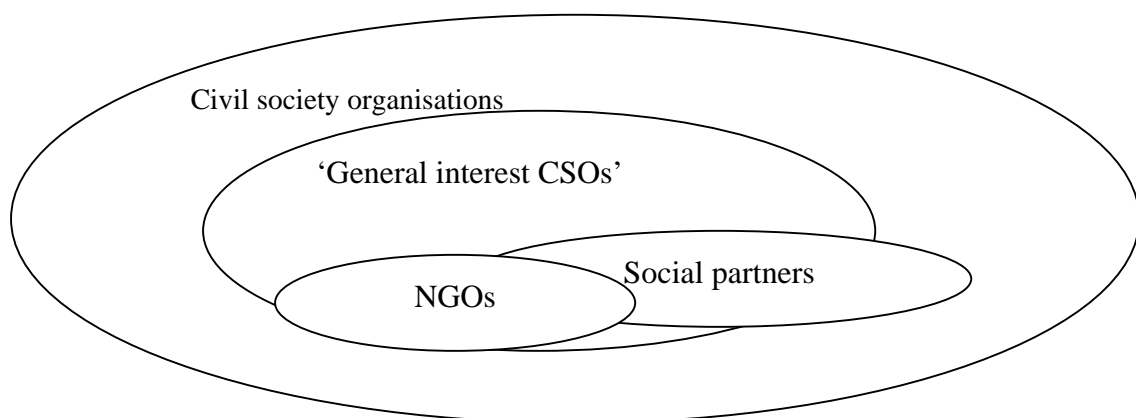 Civil society organisations
‘General interest CSOs’
Social partners
NGOs